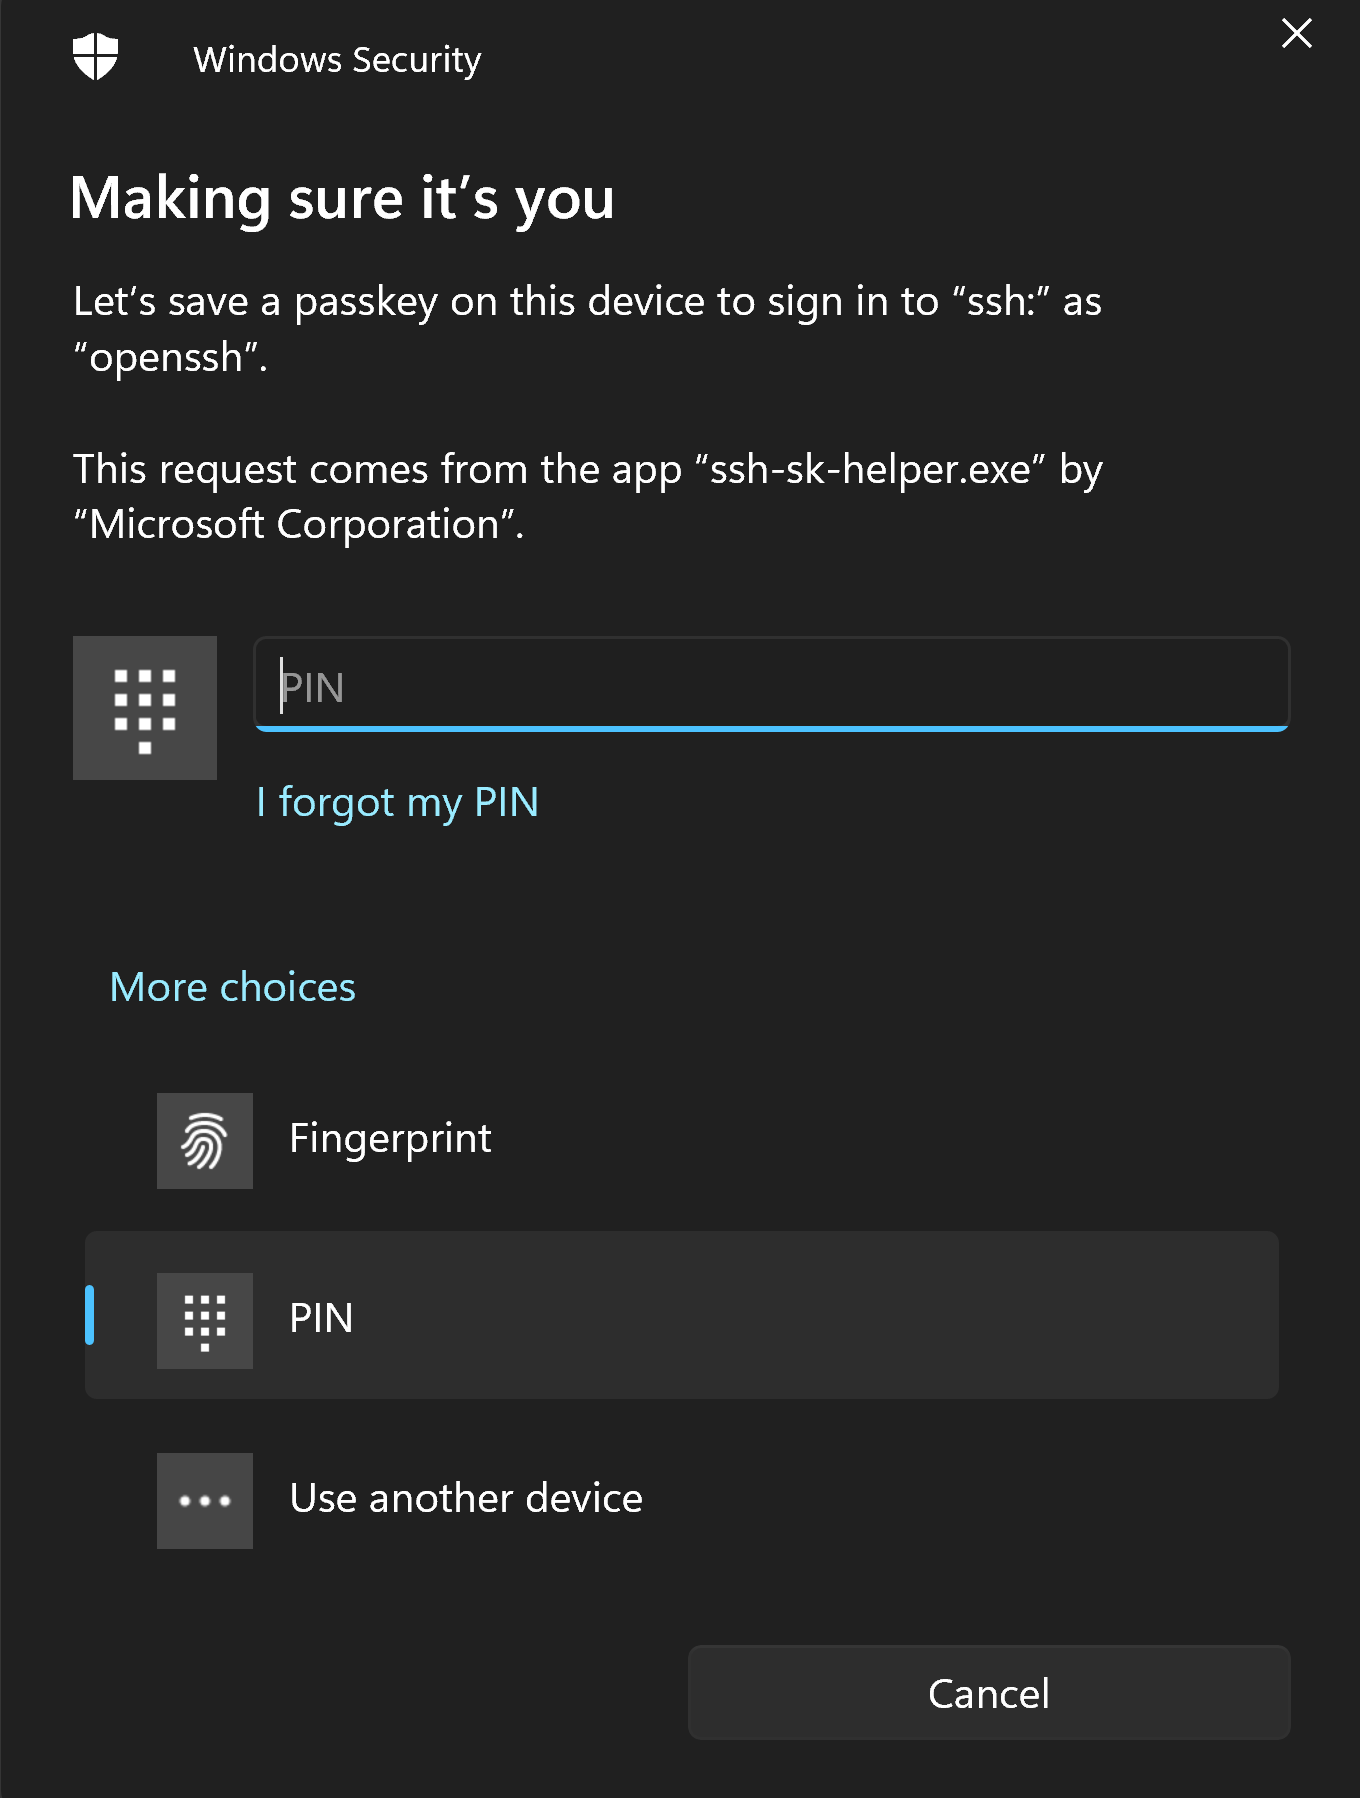 Windows Security
Making sure it’s you
Let’s save a passkey on this device to sign in to “ssh:” as
“openssh”.
This request comes from the app “ssh-sk-helper.exe” by
“Microsoft Corporation”.
PIN
I forgot my PIN
More choices
Fingerprint
PIN
Use another device
Cancel